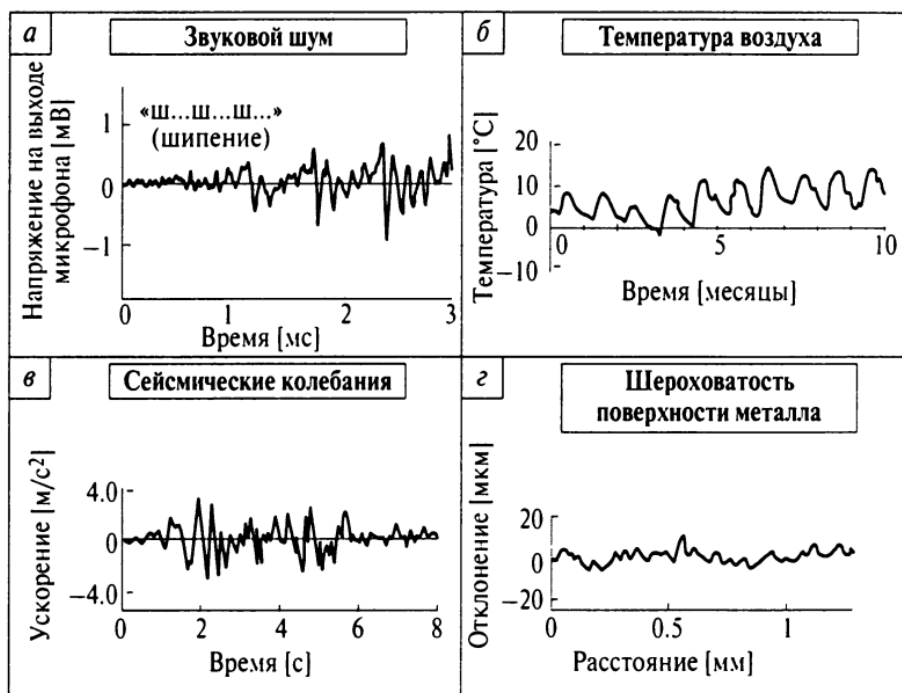 а
Звуковой шум
Напряжение на выходе
микрофона [мВ]
«Ш...Ш...Ш...»
(шипение)
1
0
−1
0 1 2 3
Время [мс]
б
Температура воздуха
Температура [°C]
20
10
0
−10
0 5 10
Время [месяцы]
в
Сейсмические колебания
Ускорение [м/с²]
4.0
0
−4.0
0 2 4 6 8
Время [с]
г
Шероховатость
поверхности металла
Отклонение [мкм]
20
0
−20
0 0.5 1
Расстояние [мм]